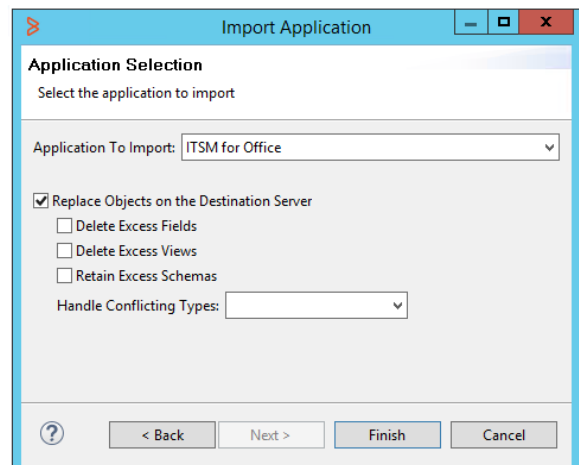 Import Application
Application Selection
Select the application to import
Application To Import: ITSM for Office
Replace Objects on the Destination Server
Delete Excess Fields
Delete Excess Views
Retain Excess Schemas
Handle Conflicting Types:
? < Back Next > Finish Cancel